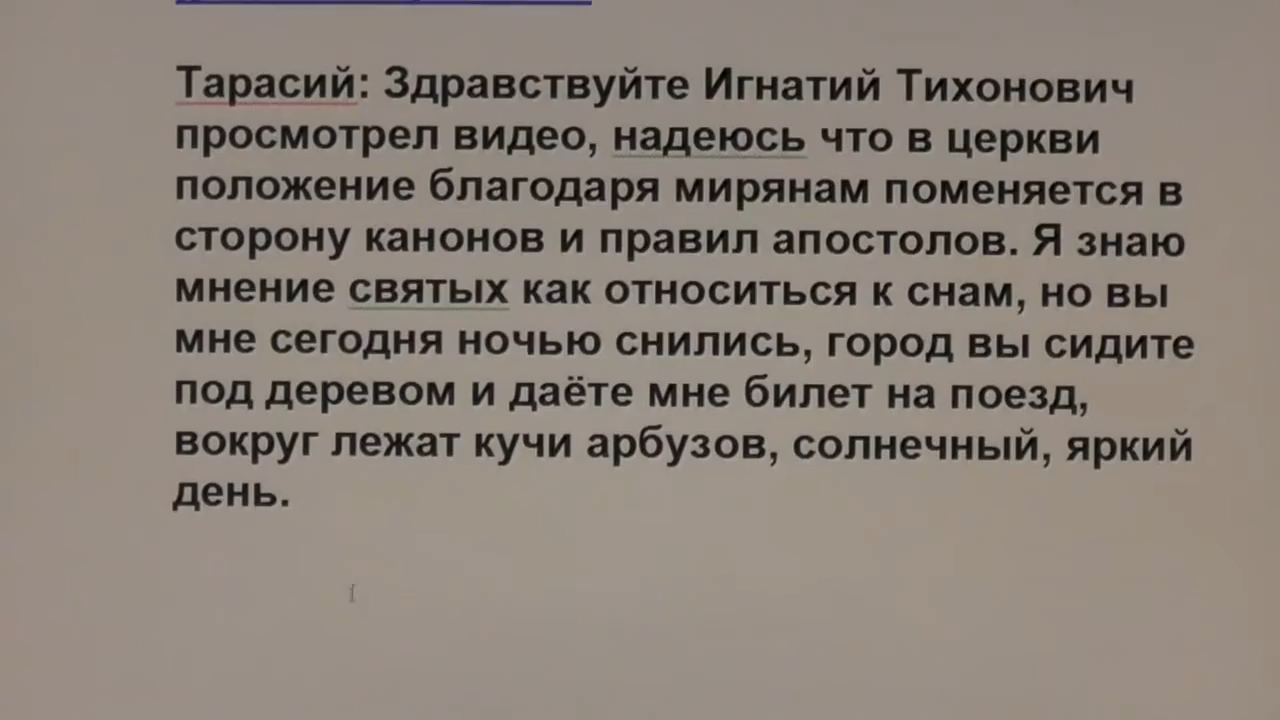 Тарасий: Здравствуйте Игнатий Тихонович
просмотрел видео, надеюсь что в церкви
положение благодаря мирянам поменяется в
сторону канонов и правил апостолов. Я знаю
мнение святых как относиться к снам, но вы
мне сегодня ночью снились, город вы сидите
под деревом и даёте мне билет на поезд,
вокруг лежат кучи арбузов, солнечный, яркий
день.